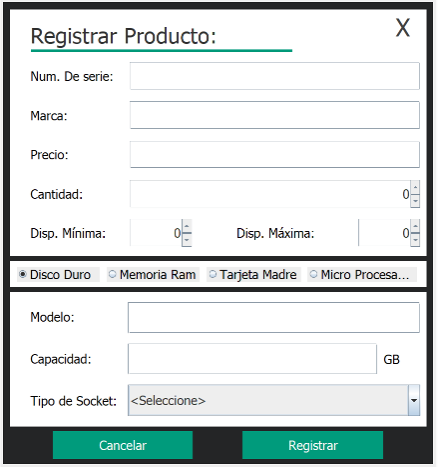 Registrar Producto:
X
Num. De serie:
Marca:
Precio:
Cantidad:
0
Disp. Mínima:
0
Disp. Máxima:
0
Disco Duro
Memoria Ram
Tarjeta Madre
Micro Procesa...
Modelo:
Capacidad:
GB
Tipo de Socket:
<Seleccione>
Cancelar
Registrar